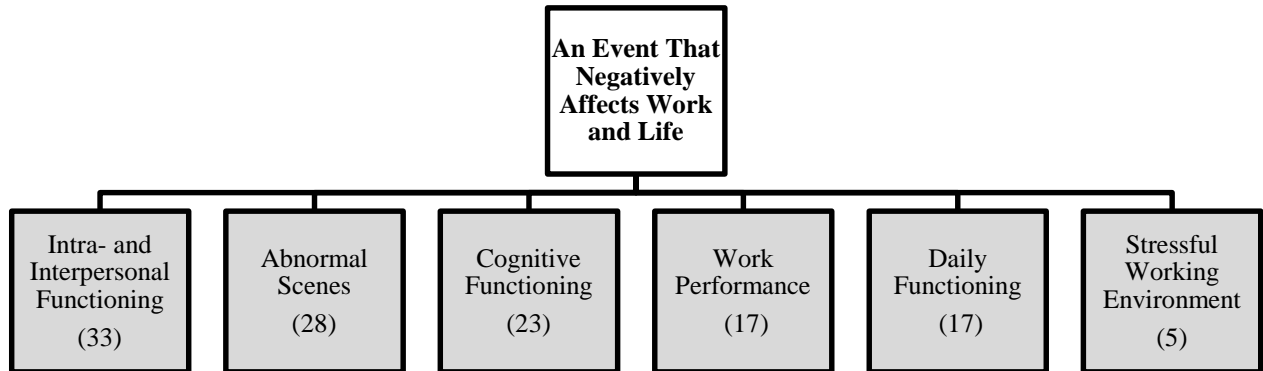 An Event That
Negatively
Affects Work
and Life
Intra- and
Interpersonal
Functioning
(33)
Abnormal
Scenes
(28)
Cognitive
Functioning
(23)
Work
Performance
(17)
Daily
Functioning
(17)
Stressful
Working
Environment
(5)